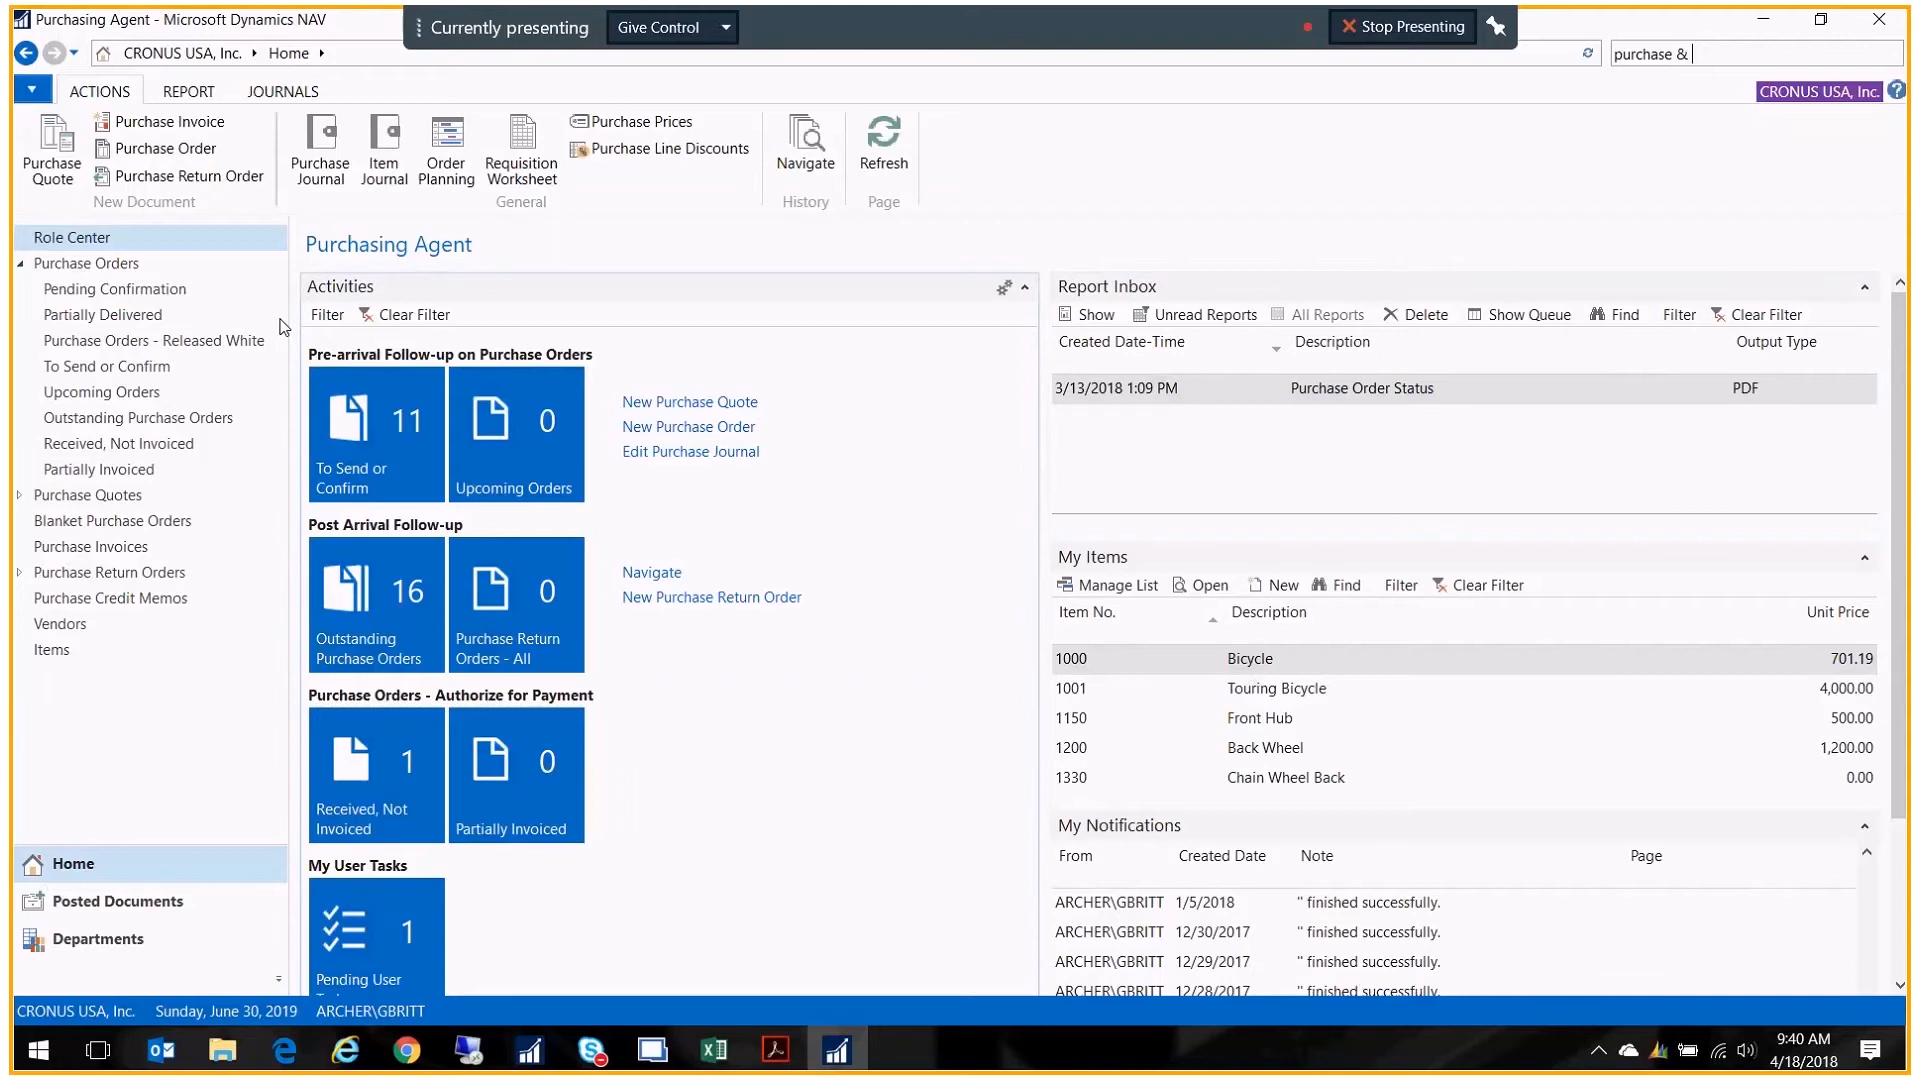 Purchasing Agent - Microsoft Dynamics NAV
Currently presenting
Give Control
Stop Presenting
CRONUS USA, Inc.
Home
purchase &
ACTIONS
REPORT
JOURNALS
CRONUS USA, Inc.
?
Purchase Quote
Purchase Invoice
Purchase Order
Purchase Return Order
New Document
Purchase Journal
Item Journal
Order Planning
Requisition Worksheet
Purchase Prices
Purchase Line Discounts
General
Navigate
History
Refresh
Page
Role Center
Purchase Orders
Pending Confirmation
Partially Delivered
Purchase Orders - Released White
To Send or Confirm
Upcoming Orders
Outstanding Purchase Orders
Received, Not Invoiced
Partially Invoiced
Purchase Quotes
Blanket Purchase Orders
Purchase Invoices
Purchase Return Orders
Purchase Credit Memos
Vendors
Items
Home
Posted Documents
Departments
Purchasing Agent
Activities
Filter
Clear Filter
Pre-arrival Follow-up on Purchase Orders
11
To Send or
Confirm
0
Upcoming Orders
New Purchase Quote
New Purchase Order
Edit Purchase Journal
Post Arrival Follow-up
16
Outstanding
Purchase Orders
0
Purchase Return
Orders - All
Navigate
New Purchase Return Order
Purchase Orders - Authorize for Payment
1
Received, Not
Invoiced
0
Partially Invoiced
My User Tasks
1
Pending User
Report Inbox
Show Unread Reports All Reports Delete Show Queue Find Filter Clear Filter
Created Date-Time Description Output Type
3/13/2018 1:09 PM Purchase Order Status PDF
My Items
Manage List Open New Find Filter Clear Filter
Item No. Description Unit Price
1000 Bicycle 701.19
1001 Touring Bicycle 4,000.00
1150 Front Hub 500.00
1200 Back Wheel 1,200.00
1330 Chain Wheel Back 0.00
My Notifications
From Created Date Note Page
ARCHER\GBRITT 1/5/2018 '' finished successfully.
ARCHER\GBRITT 12/30/2017 '' finished successfully.
ARCHER\GBRITT 12/29/2017 '' finished successfully.
ARCHER\GBRITT 12/28/2017 '' finished successfully.
CRONUS USA, Inc. Sunday, June 30, 2019 ARCHER\GBRITT
9:40 AM
4/18/2018